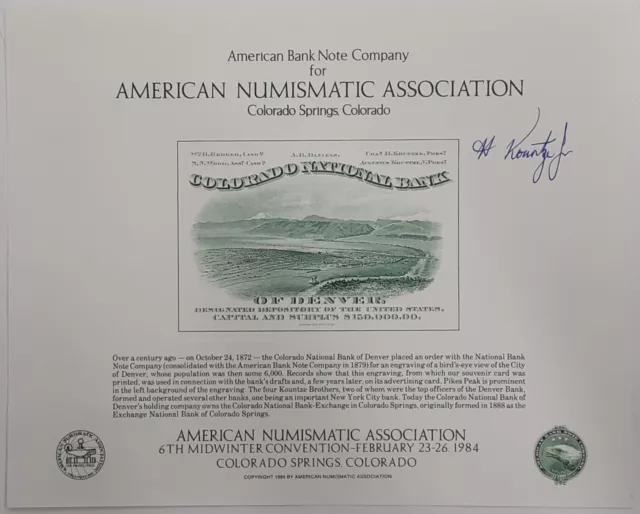 American Bank Note Company
for
AMERICAN NUMISMATIC ASSOCIATION
Colorado Springs, Colorado
H Kountze Jr
COLORADO NATIONAL BANK
OF DENVER.
DESIGNATED DEPOSITORY OF THE UNITED STATES.
CAPITAL AND SURPLUS $150,000.00.
Over a century ago — on October 24, 1872 — the Colorado National Bank of Denver placed an order with the National Bank
Note Company (consolidated with the American Bank Note Company in 1879) for an engraving of a bird's-eye view of the City
of Denver, whose population was then some 6,000. Records show that this engraving, from which our souvenir card was
printed, was used in connection with the bank's drafts and, a few years later, on its advertising card. Pikes Peak is prominent
in the left background of the engraving. The four Kountze Brothers, two of whom were the top officers of the Denver Bank,
formed and operated several other banks, one being an important New York City bank. Today the Colorado National Bank of
Denver's holding company owns the Colorado National Bank-Exchange in Colorado Springs, originally formed in 1888 as the
Exchange National Bank of Colorado Springs.
AMERICAN NUMISMATIC ASSOCIATION
6TH MIDWINTER CONVENTION-FEBRUARY 23-26, 1984
COLORADO SPRINGS, COLORADO
COPYRIGHT 1984 BY AMERICAN NUMISMATIC ASSOCIATION